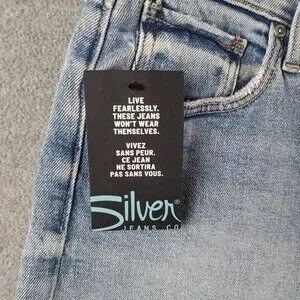 LIVE
FEARLESSLY.
THESE JEANS
WON'T WEAR
THEMSELVES.
VIVEZ
SANS PEUR.
CE JEAN
NE SORTIRA
PAS SANS VOUS.
Silver®
JEANS CO